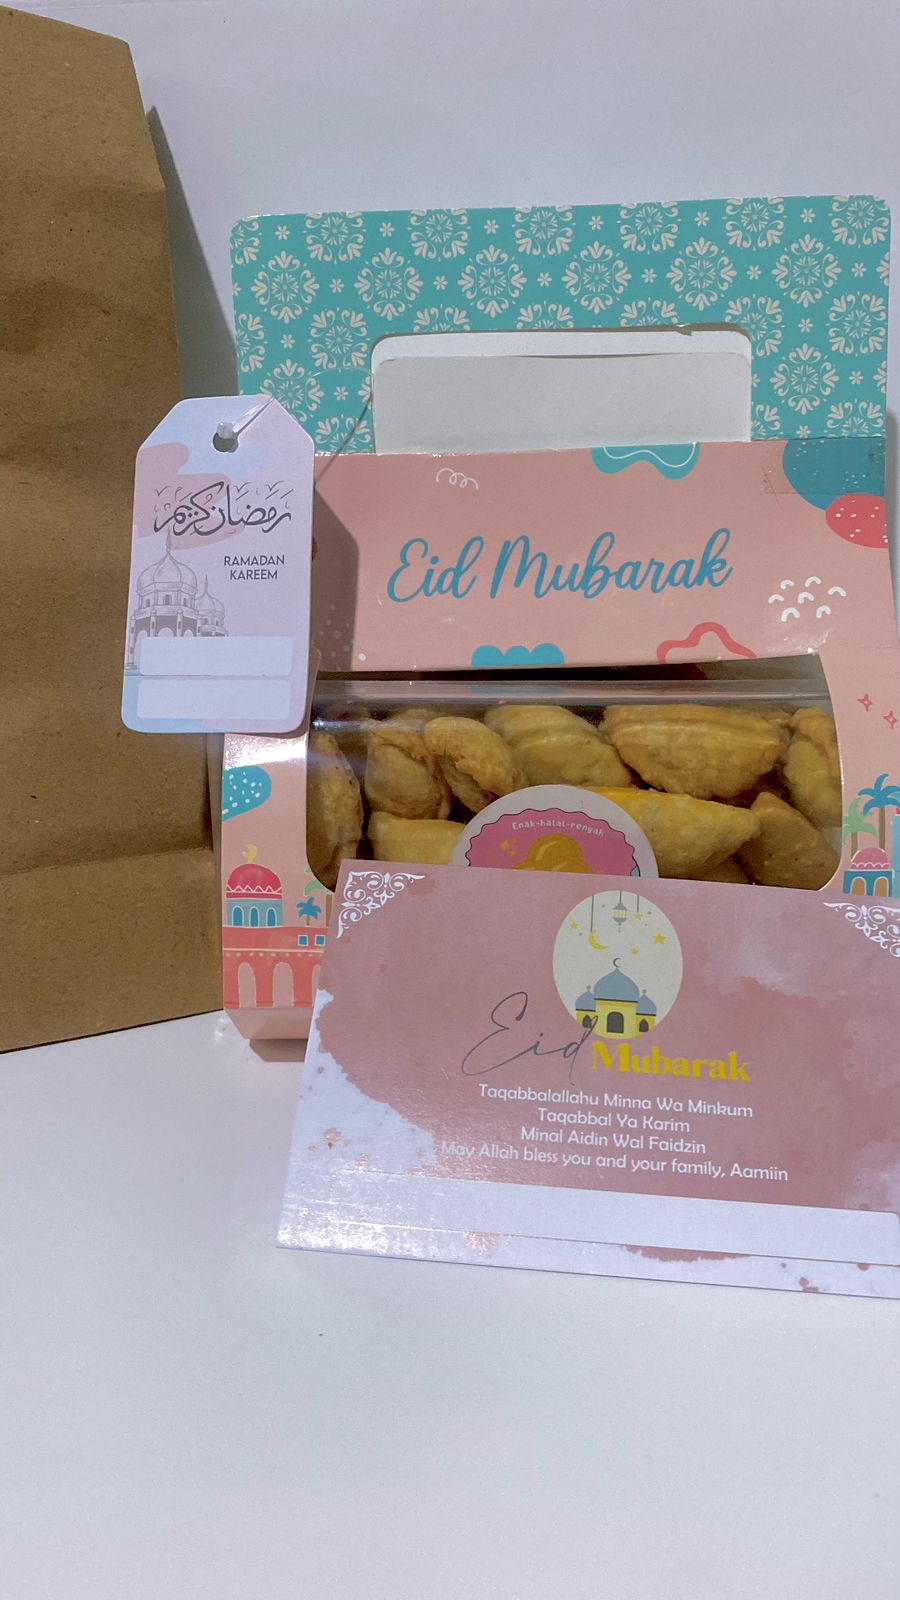 رمضان كريم
RAMADAN
KAREEM
Eid Mubarak
Enak-halal-renyah
Eid Mubarak
Taqabbalallahu Minna Wa Minkum
Taqabbal Ya Karim
Minal Aidin Wal Faidzin
May Allah bless you and your family, Aamiin